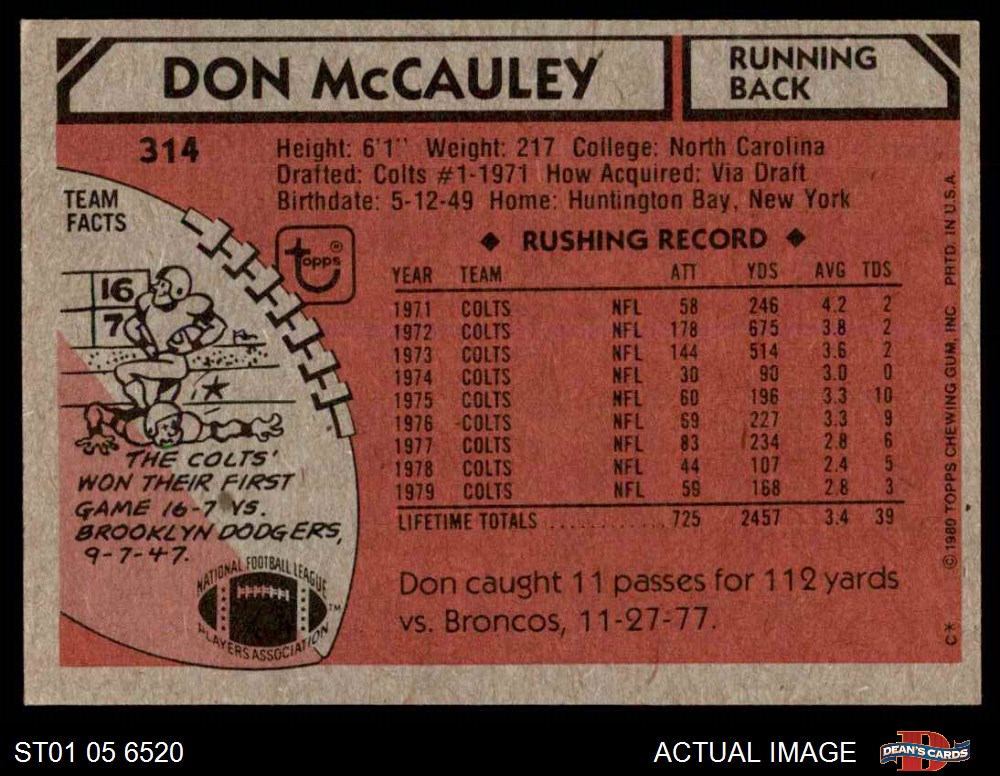 DON McCAULEY
RUNNING
BACK
314
Height: 6'1" Weight: 217 College: North Carolina
Drafted: Colts #1-1971 How Acquired: Via Draft
Birthdate: 5-12-49 Home: Huntington Bay, New York
TEAM
FACTS
topps®
16
7
THE COLTS'
WON THEIR FIRST
GAME 16-7 VS.
BROOKLYN DODGERS,
9-7-47.
NATIONAL FOOTBALL LEAGUE
PLAYERS ASSOCIATION
™
◆ RUSHING RECORD ◆
YEAR TEAM ATT YDS AVG TDS
1971 COLTS NFL 58 246 4.2 2
1972 COLTS NFL 178 675 3.8 2
1973 COLTS NFL 144 514 3.6 2
1974 COLTS NFL 30 90 3.0 0
1975 COLTS NFL 60 196 3.3 10
1976 COLTS NFL 69 227 3.3 9
1977 COLTS NFL 83 234 2.8 6
1978 COLTS NFL 44 107 2.4 5
1979 COLTS NFL 59 168 2.8 3
LIFETIME TOTALS ............ 725 2457 3.4 39
Don caught 11 passes for 112 yards
vs. Broncos, 11-27-77.
C* © 1980 TOPPS CHEWING GUM, INC. PRTD. IN U.S.A.
ST01 05 6520
ACTUAL IMAGE
D
DEAN'S CARDS